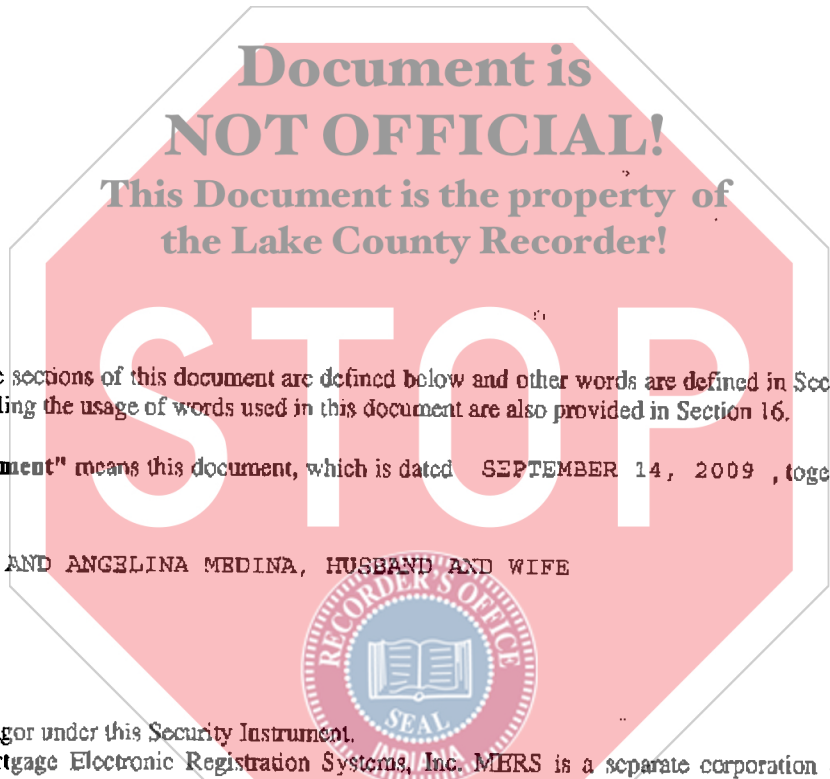 Document is
NOT OFFICIAL!
This Document is the property of
the Lake County Recorder!
STOP
sections of this document are defined below and other words are defined in Sec
ling the usage of words used in this document are also provided in Section 16.
ment" means this document, which is dated SEPTEMBER 14, 2009 , toge
AND ANGELINA MEDINA, HUSBAND AND WIFE
RECORDER'S OFFICE
SEAL
INDIANA
gor under this Security Instrument.
tgage Electronic Registration Systems, Inc. MERS is a separate corporation